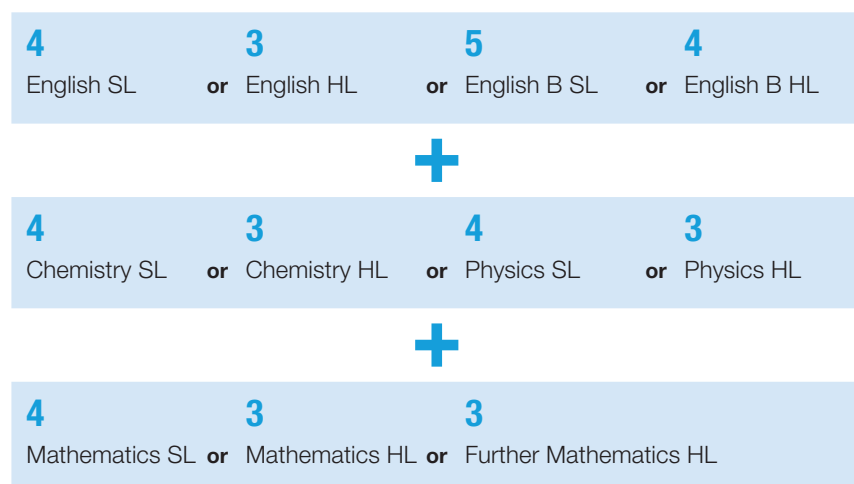 4 3 5 4
English SL or English HL or English B SL or English B HL
+
4 3 4 3
Chemistry SL or Chemistry HL or Physics SL or Physics HL
+
4 3 3
Mathematics SL or Mathematics HL or Further Mathematics HL